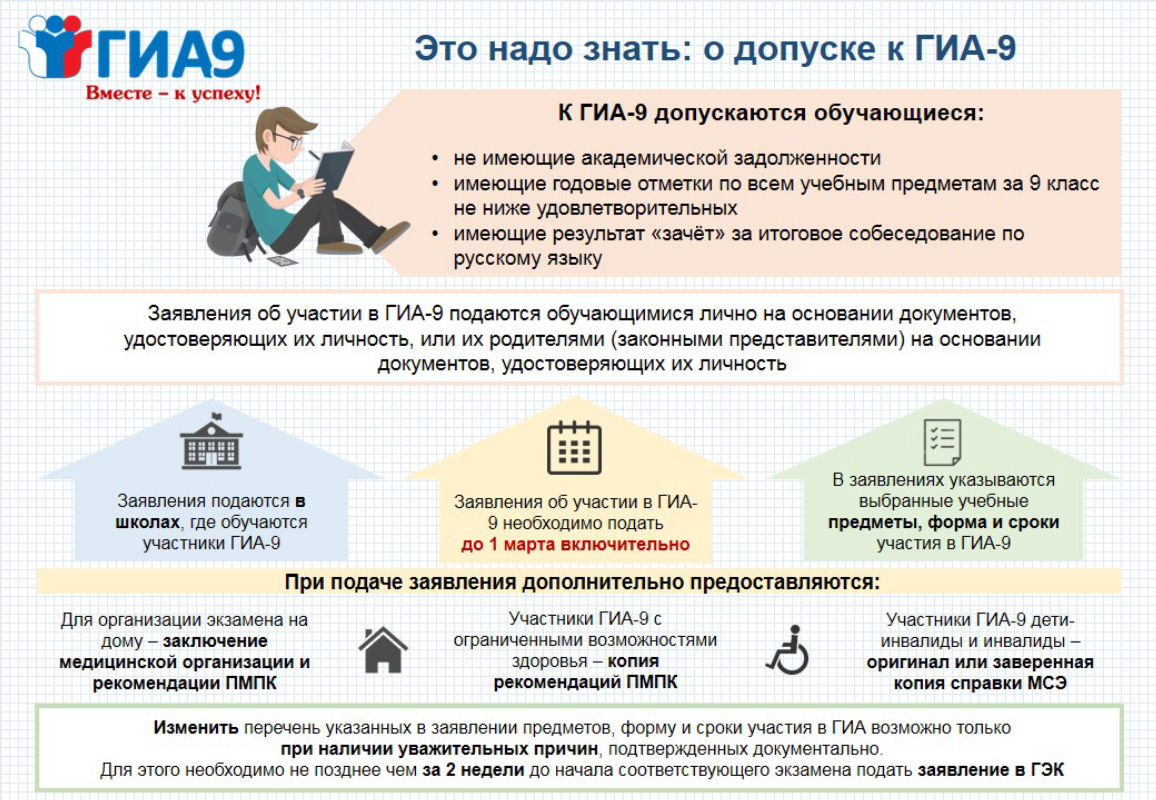 ГИА9
Вместе – к успеху!
Это надо знать: о допуске к ГИА-9
К ГИА-9 допускаются обучающиеся:
• не имеющие академической задолженности
• имеющие годовые отметки по всем учебным предметам за 9 класс
не ниже удовлетворительных
• имеющие результат «зачёт» за итоговое собеседование по
русскому языку
Заявления об участии в ГИА-9 подаются обучающимися лично на основании документов,
удостоверяющих их личность, или их родителями (законными представителями) на основании
документов, удостоверяющих их личность
Заявления подаются в
школах, где обучаются
участники ГИА-9
Заявления об участии в ГИА-
9 необходимо подать
до 1 марта включительно
В заявлениях указываются
выбранные учебные
предметы, форма и сроки
участия в ГИА-9
При подаче заявления дополнительно предоставляются:
Для организации экзамена на
дому – заключение
медицинской организации и
рекомендации ПМПК
Участники ГИА-9 с
ограниченными возможностями
здоровья – копия
рекомендаций ПМПК
Участники ГИА-9 дети-
инвалиды и инвалиды –
оригинал или заверенная
копия справки МСЭ
Изменить перечень указанных в заявлении предметов, форму и сроки участия в ГИА возможно только
при наличии уважительных причин, подтвержденных документально.
Для этого необходимо не позднее чем за 2 недели до начала соответствующего экзамена подать заявление в ГЭК